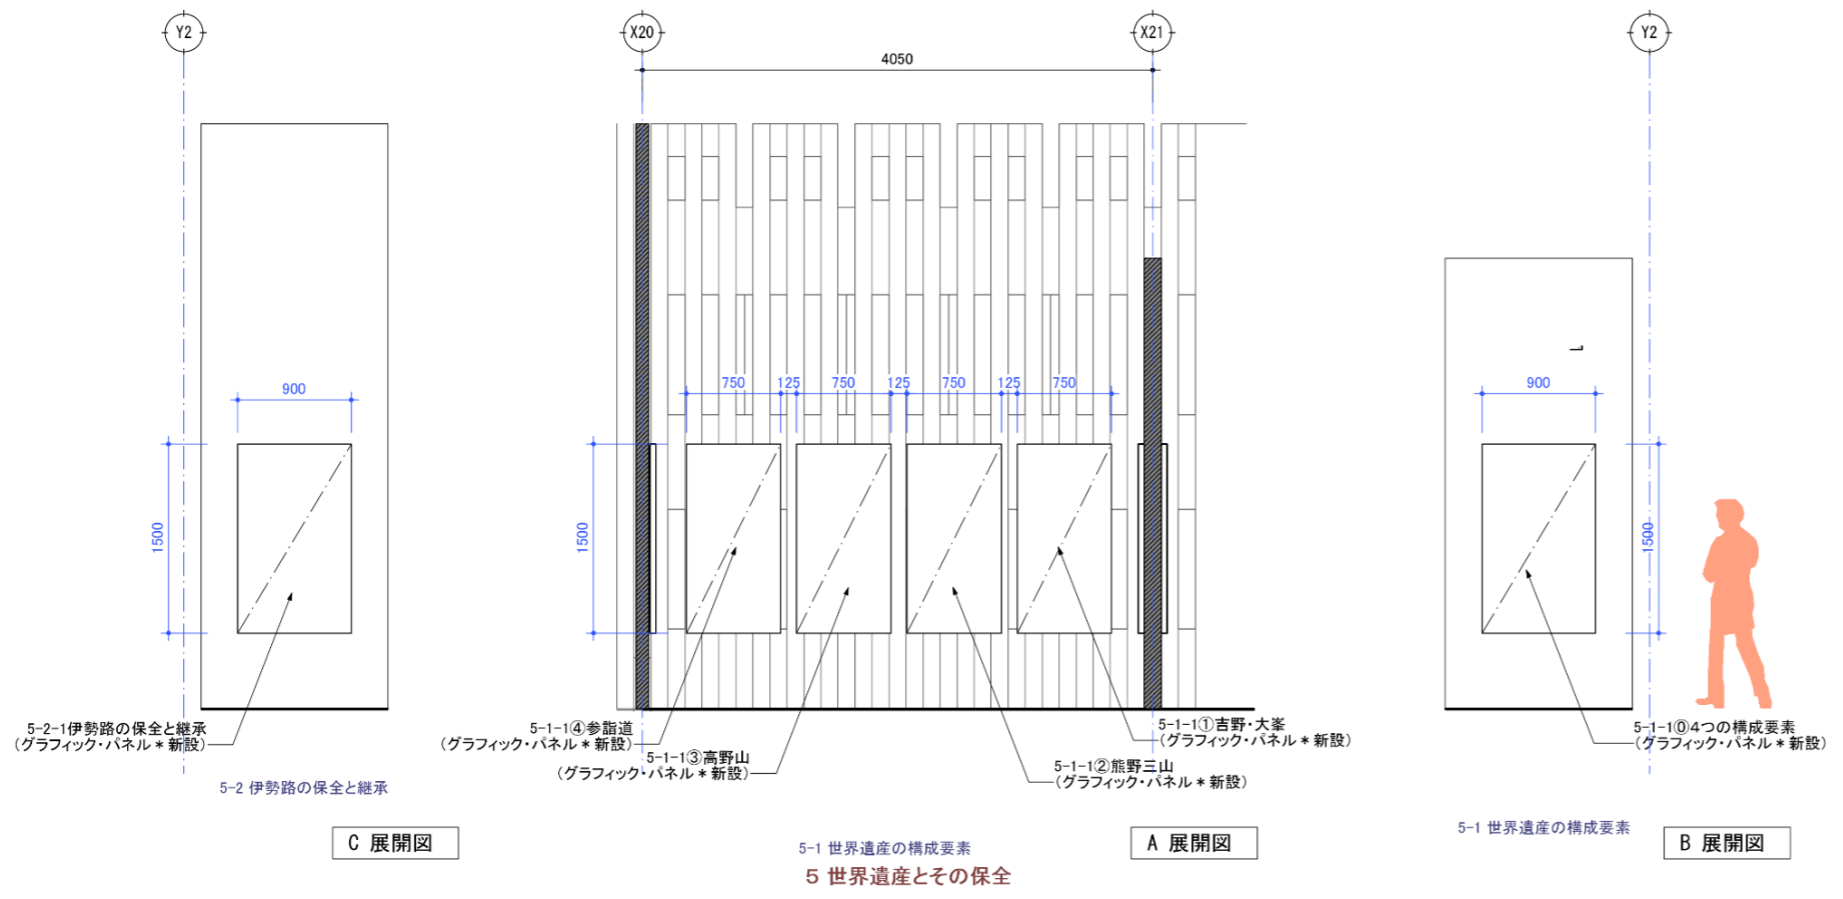 Y2
X20
X21
Y2
4050
900
1500
5-2-1伊勢路の保全と継承
(グラフィック・パネル＊新設)
5-2 伊勢路の保全と継承
C 展開図
750
125
750
125
750
125
750
1500
5-1-1④参詣道
(グラフィック・パネル＊新設)
5-1-1③高野山
(グラフィック・パネル＊新設)
5-1-1①吉野・大峯
(グラフィック・パネル＊新設)
5-1-1②熊野三山
(グラフィック・パネル＊新設)
5-1 世界遺産の構成要素
5 世界遺産とその保全
A 展開図
900
1500
5-1-1⓪4つの構成要素
(グラフィック・パネル＊新設)
5-1 世界遺産の構成要素
B 展開図